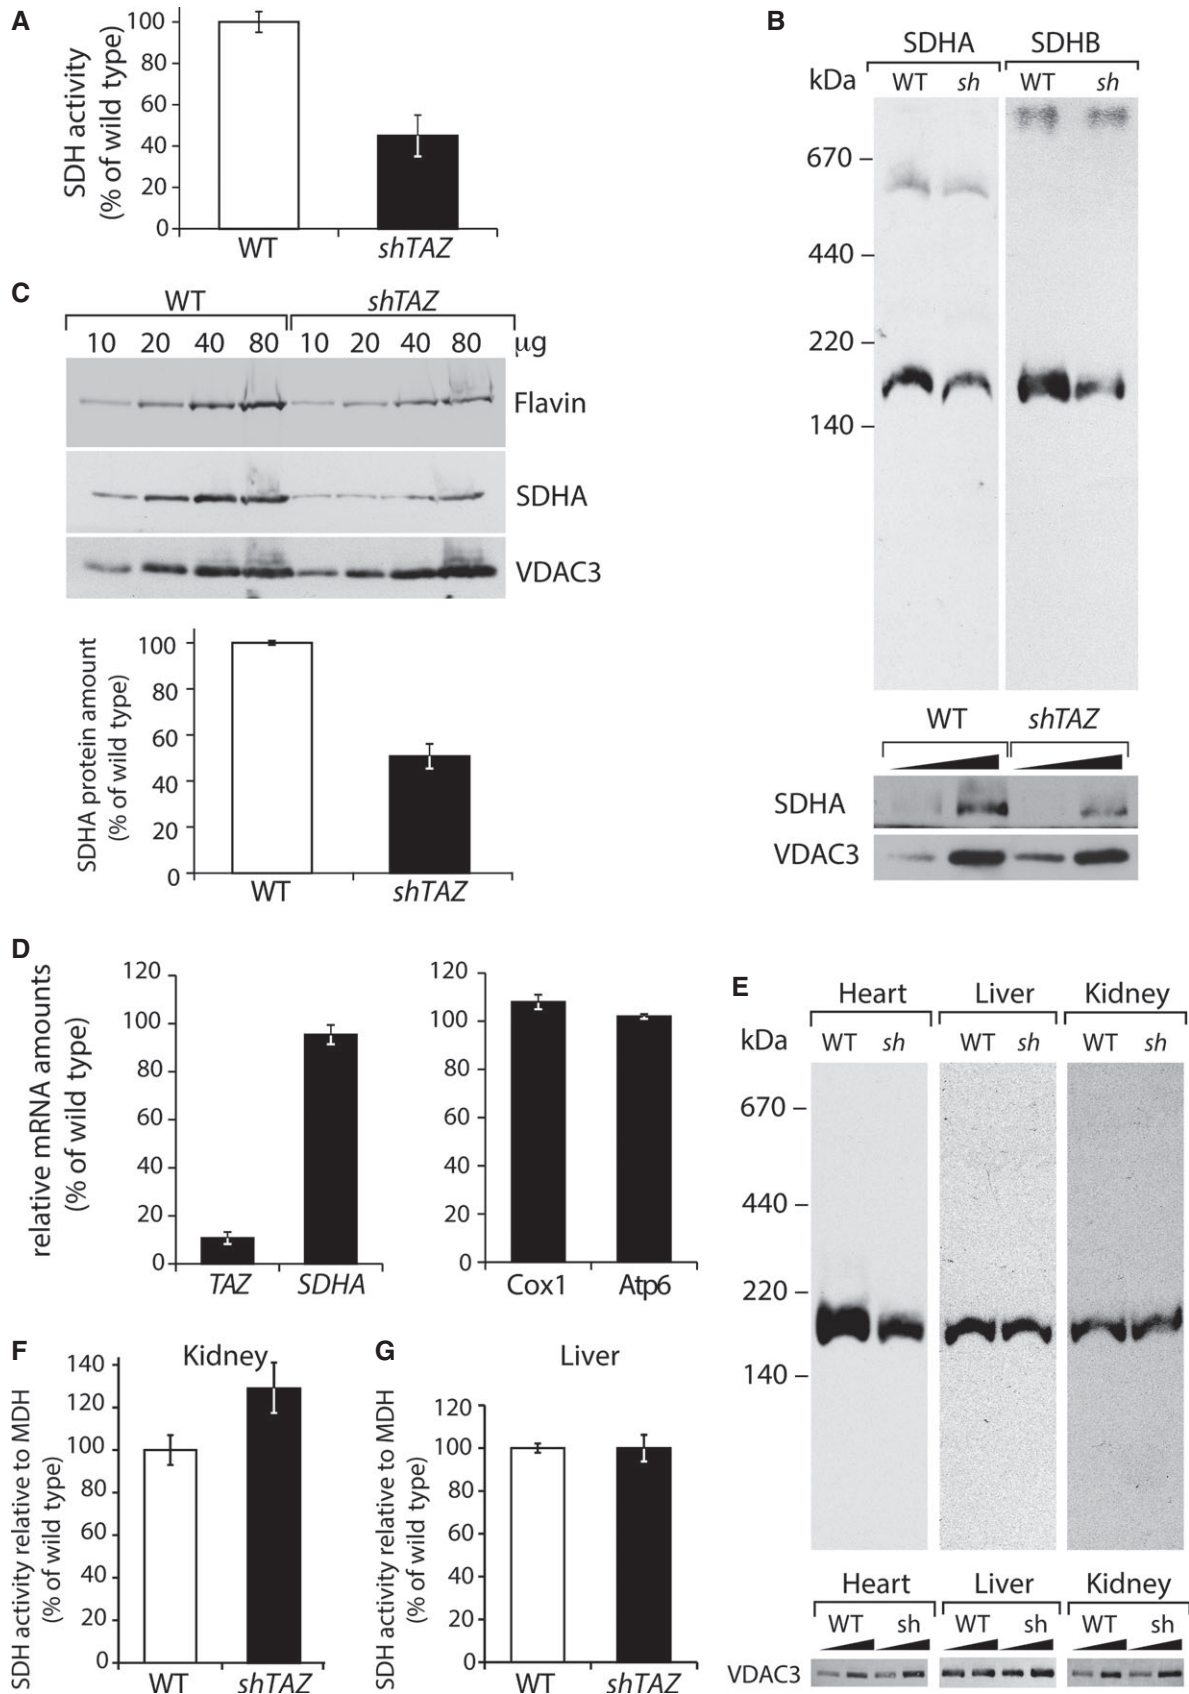 A
SDH activity
(% of wild type)
100
80
60
40
20
0
WT shTAZ
B
SDHA SDHB
kDa WT sh WT sh
670
440
220
140
WT shTAZ
SDHA
VDAC3
C
WT shTAZ
10 20 40 80 10 20 40 80 µg
Flavin
SDHA
VDAC3
SDHA protein amount
(% of wild type)
100
80
60
40
20
0
WT shTAZ
D
relative mRNA amounts
(% of wild type)
120
100
80
60
40
20
0
TAZ SDHA
120
100
80
60
40
20
0
Cox1 Atp6
E
Heart Liver Kidney
kDa WT sh WT sh WT sh
670
440
220
140
Heart Liver Kidney
WT sh WT sh WT sh
VDAC3
F
Kidney
SDH activity relative to MDH
(% of wild type)
140
120
100
80
60
40
20
0
WT shTAZ
G
Liver
SDH activity relative to MDH
(% of wild type)
120
100
80
60
40
20
0
WT shTAZ